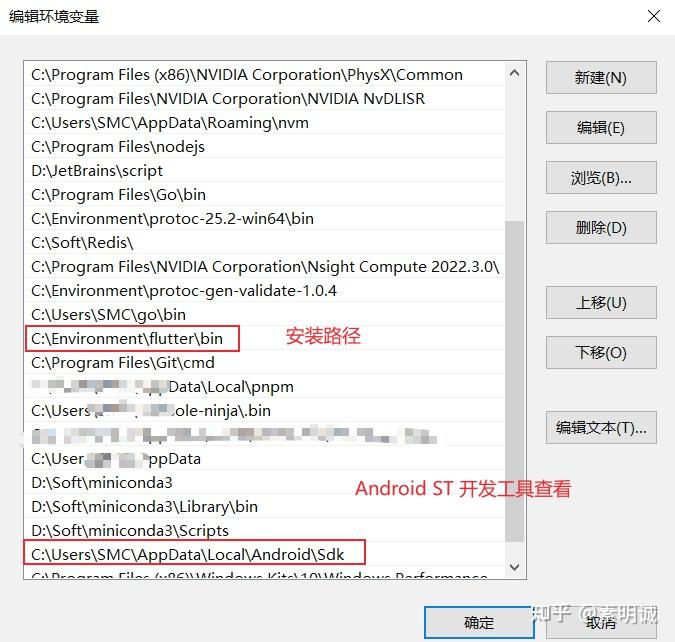 编辑环境变量
C:\Program Files (x86)\NVIDIA Corporation\PhysX\Common
新建(N)
C:\Program Files\NVIDIA Corporation\NVIDIA NvDLISR
C:\Users\SMC\AppData\Roaming\nvm
编辑(E)
C:\Program Files\nodejs
D:\JetBrains\script
浏览(B)...
C:\Program Files\Go\bin
C:\Environment\protoc-25.2-win64\bin
删除(D)
C:\Soft\Redis\
C:\Program Files\NVIDIA Corporation\Nsight Compute 2022.3.0\
C:\Environment\protoc-gen-validate-1.0.4
上移(U)
C:\Users\SMC\go\bin
C:\Environment\flutter\bin
安装路径
下移(O)
C:\Program Files\Git\cmd
Data\Local\pnpm
C:\Users
ole-ninja\.bin
编辑文本(T)...
C:\User
ppData
D:\Soft\miniconda3
Android ST 开发工具查看
D:\Soft\miniconda3\Library\bin
D:\Soft\miniconda3\Scripts
C:\Users\SMC\AppData\Local\Android\Sdk
C:\Program Files (x86)\Windows Kits\10\Windows Performance
确定
取消
知乎 @素明诚